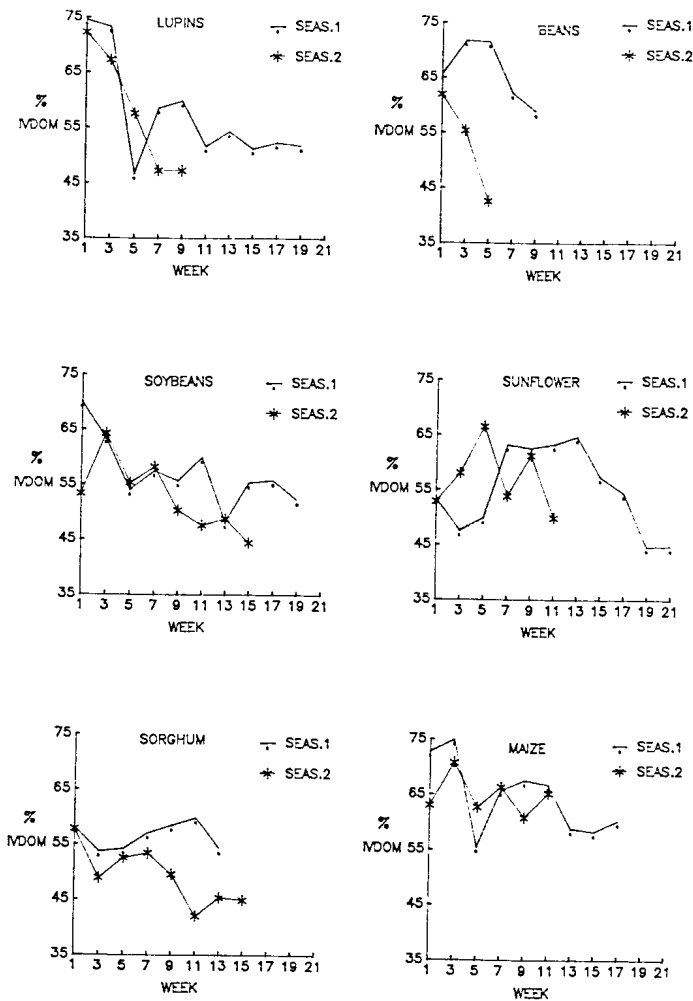 LUPINS
SEAS.1
SEAS.2
75
65
55
45
35
%
IVDOM
1 3 5 7 9 11 13 15 17 19 21
WEEK
BEANS
SEAS.1
SEAS.2
75
65
55
45
35
%
IVDOM
1 3 5 7 9 11 13 15 17 19 21
WEEK
SOYBEANS
SEAS.1
SEAS.2
75
65
55
45
35
%
IVDOM
1 3 5 7 9 11 13 15 17 19 21
WEEK
SUNFLOWER
SEAS.1
SEAS.2
75
65
55
45
35
%
IVDOM
1 3 5 7 9 11 13 15 17 19 21
WEEK
SORGHUM
SEAS.1
SEAS.2
75
65
55
45
35
%
IVDOM
1 3 5 7 9 11 13 15 17 19 21
WEEK
MAIZE
SEAS.1
SEAS.2
75
65
55
45
35
%
IVDOM
1 3 5 7 9 11 13 15 17 19 21
WEEK